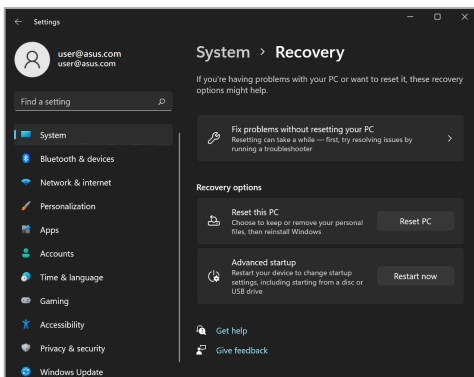 Settings
user@asus.com
user@asus.com
Find a setting
System
Bluetooth & devices
Network & internet
Personalization
Apps
Accounts
Time & language
Gaming
Accessibility
Privacy & security
Windows Update
System > Recovery
If you're having problems with your PC or want to reset it, these recovery
options might help.
Fix problems without resetting your PC
Resetting can take a while — first, try resolving issues by
running a troubleshooter
Recovery options
Reset this PC
Choose to keep or remove your personal
files, then reinstall Windows
Reset PC
Advanced startup
Restart your device to change startup
settings, including starting from a disc or
USB drive
Restart now
Get help
Give feedback